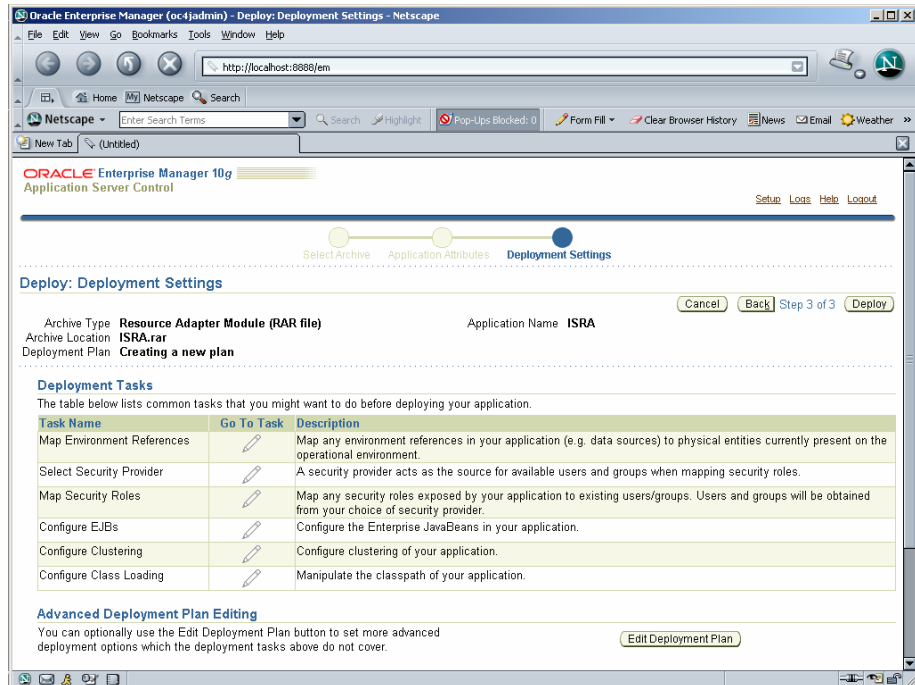 Oracle Enterprise Manager (oc4jadmin) - Deploy: Deployment Settings - Netscape
File Edit View Go Bookmarks Tools Window Help
http://localhost:8888/em
Home My Netscape Search
Netscape Enter Search Terms Search Highlight Pop-Ups Blocked: 0 Form Fill Clear Browser History News Email Weather »
New Tab (Untitled)
ORACLE Enterprise Manager 10g
Application Server Control
Setup Logs Help Logout
Select Archive Application Attributes Deployment Settings
Deploy: Deployment Settings
Cancel Back Step 3 of 3 Deploy
Archive Type Resource Adapter Module (RAR file) Application Name ISRA
Archive Location ISRA.rar
Deployment Plan Creating a new plan
Deployment Tasks
The table below lists common tasks that you might want to do before deploying your application.
Task Name Go To Task Description
Map Environment References Map any environment references in your application (e.g. data sources) to physical entities currently present on the
operational environment.
Select Security Provider A security provider acts as the source for available users and groups when mapping security roles.
Map Security Roles Map any security roles exposed by your application to existing users/groups. Users and groups will be obtained
from your choice of security provider.
Configure EJBs Configure the Enterprise JavaBeans in your application.
Configure Clustering Configure clustering of your application.
Configure Class Loading Manipulate the classpath of your application.
Advanced Deployment Plan Editing
You can optionally use the Edit Deployment Plan button to set more advanced
deployment options which the deployment tasks above do not cover.
Edit Deployment Plan